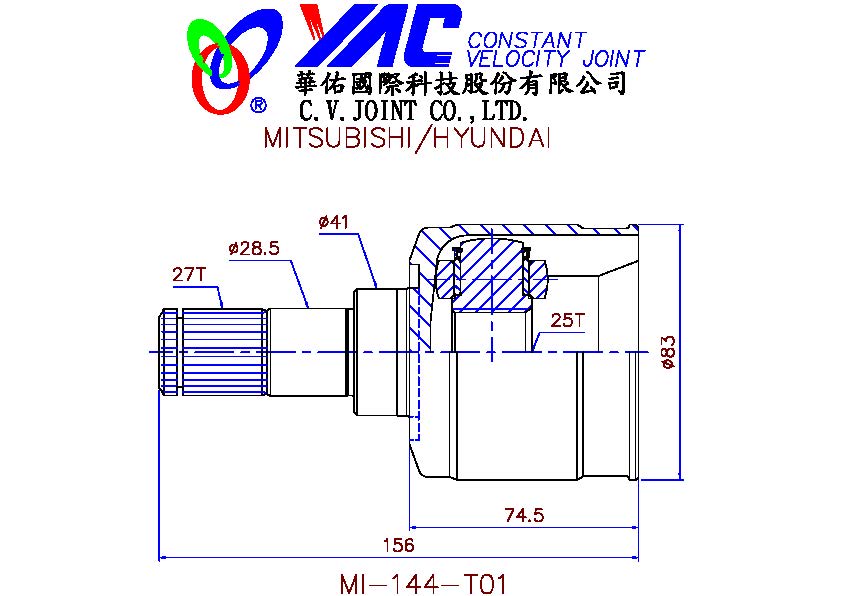 YAC CONSTANT
VELOCITY JOINT
華佑國際科技股份有限公司
® C.V.JOINT CO.,LTD.
MITSUBISHI/HYUNDAI
ø41
ø28.5
27T
25T
ø83
74.5
156
MI-144-T01